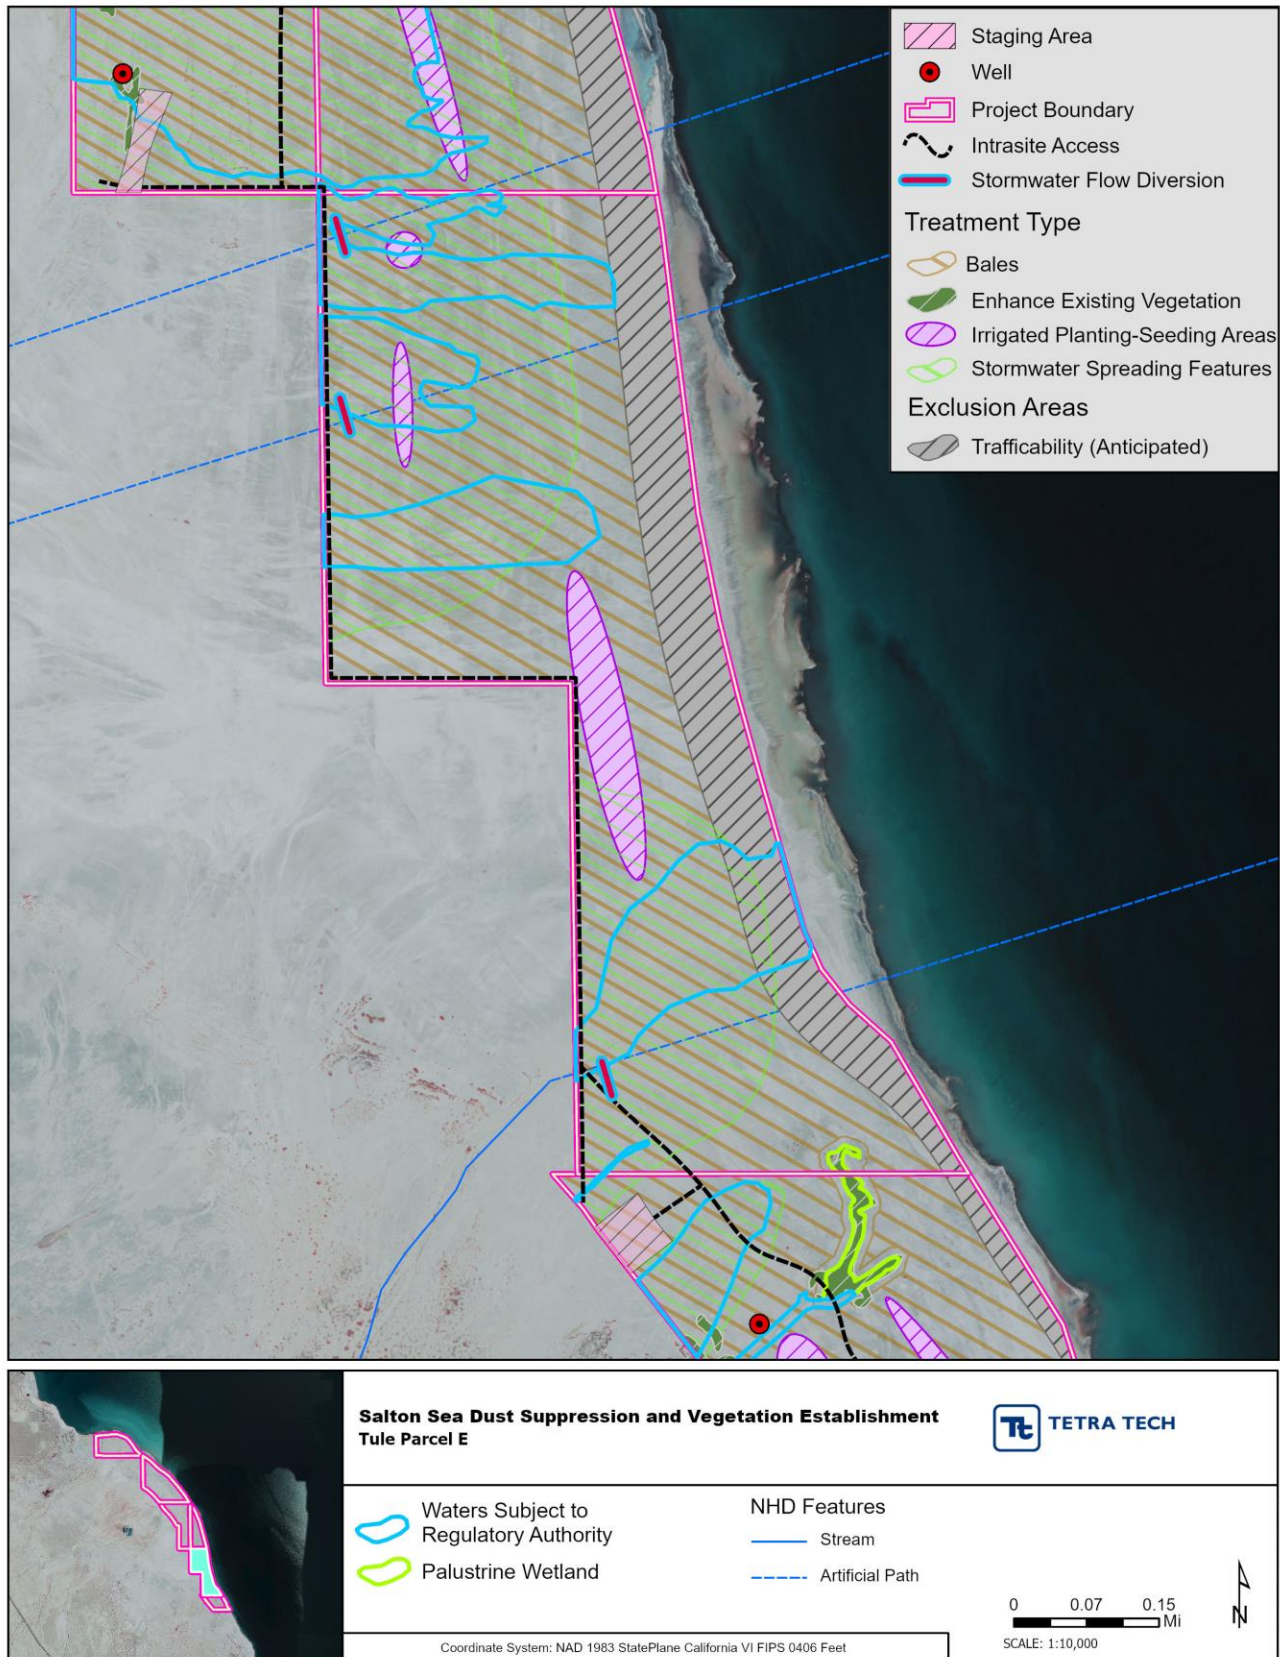 Staging Area
Well
Project Boundary
Intrasite Access
Stormwater Flow Diversion
Treatment Type
Bales
Enhance Existing Vegetation
Irrigated Planting-Seeding Areas
Stormwater Spreading Features
Exclusion Areas
Trafficability (Anticipated)
Salton Sea Dust Suppression and Vegetation Establishment
Tule Parcel E
Tt TETRA TECH
Waters Subject to
Regulatory Authority
Palustrine Wetland
NHD Features
Stream
Artificial Path
0 0.07 0.15
Mi
SCALE: 1:10,000
N
Coordinate System: NAD 1983 StatePlane California VI FIPS 0406 Feet